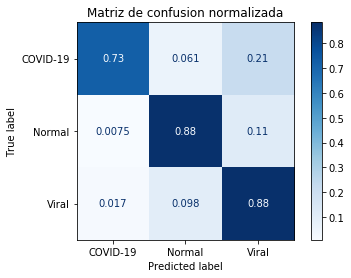 Matriz de confusion normalizada
True label
COVID-19 0.73 0.061 0.21
Normal 0.0075 0.88 0.11
Viral 0.017 0.098 0.88
COVID-19 Normal Viral
Predicted label
0.8
0.7
0.6
0.5
0.4
0.3
0.2
0.1